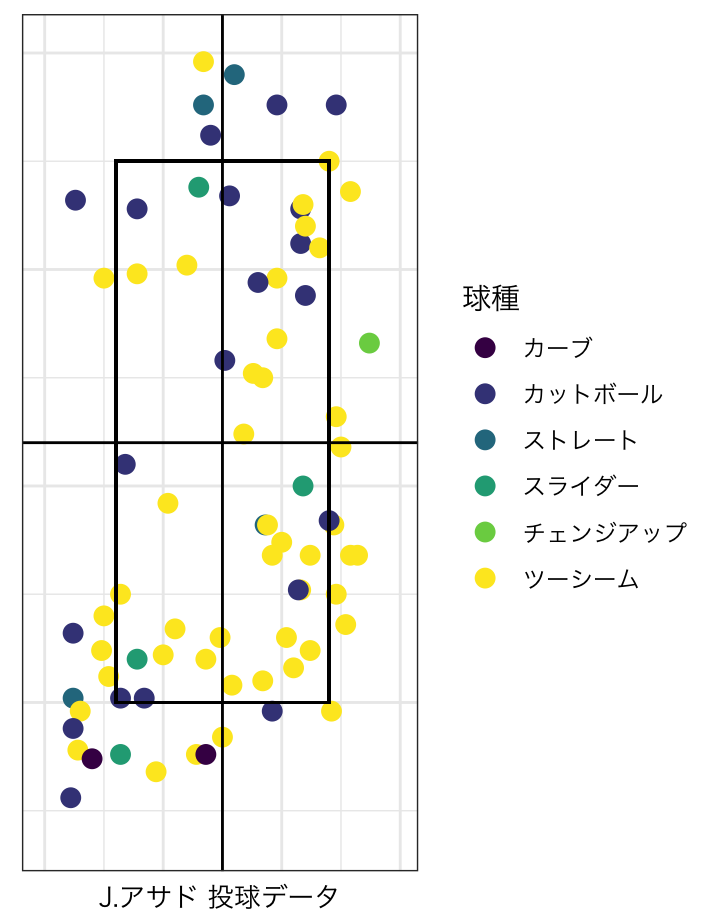 球種
カーブ
カットボール
ストレート
スライダー
チェンジアップ
ツーシーム
J.アサド 投球データ